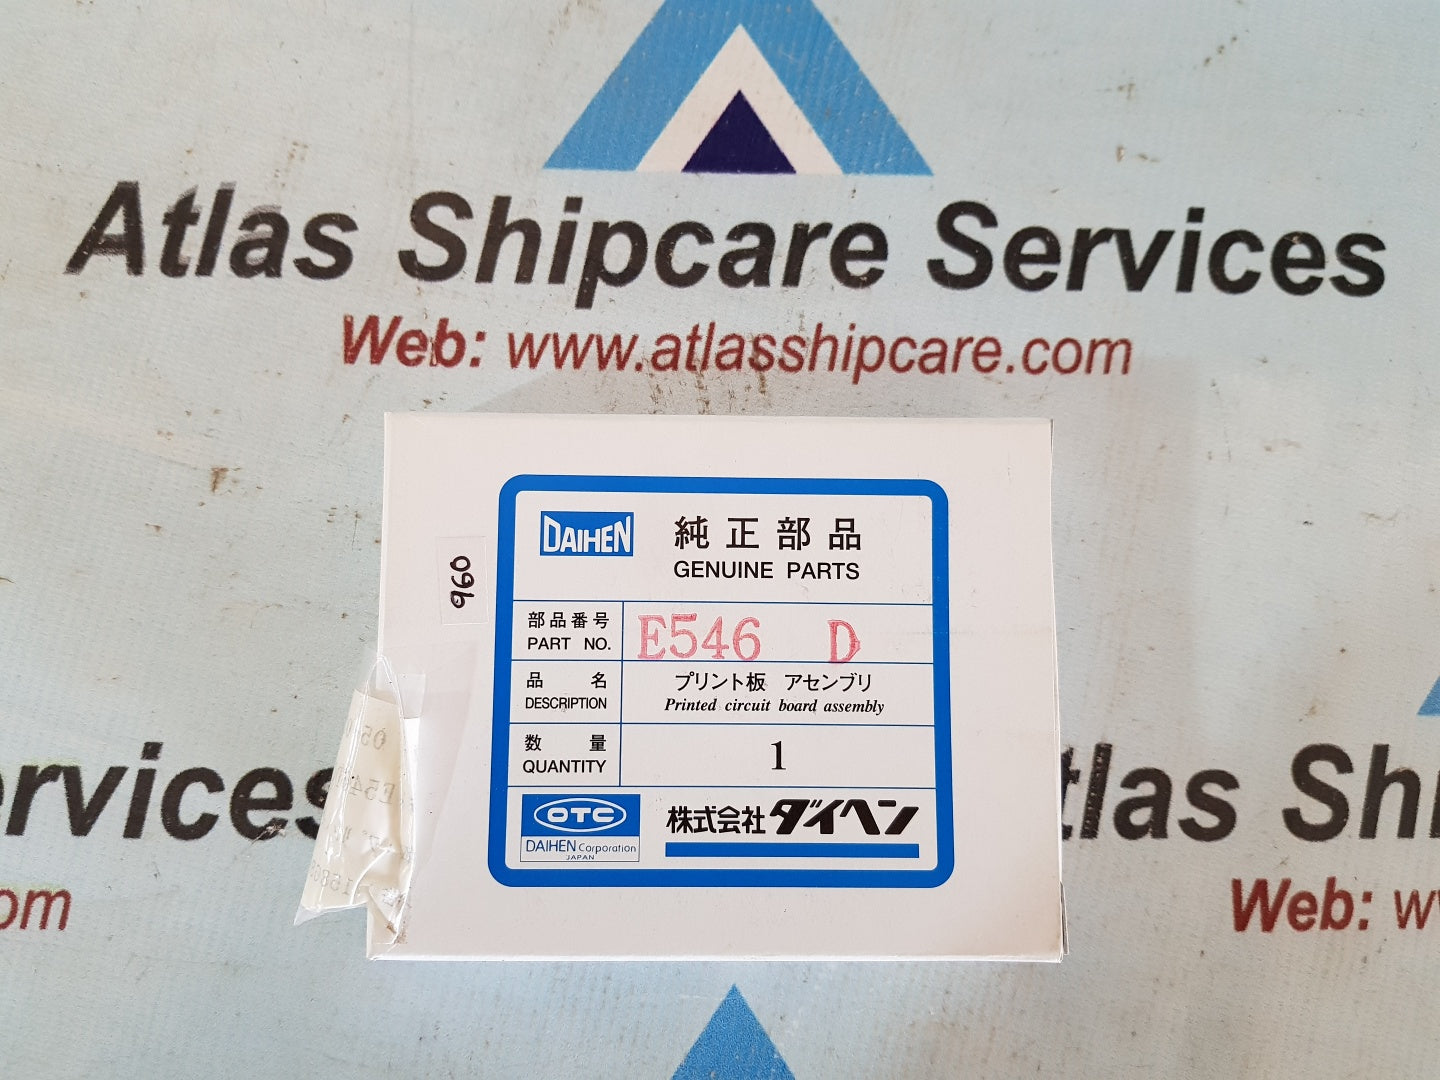 Atlas Shipcare Services
Web: www.atlasshipcare.com
DAIHEN
純正部品
GENUINE PARTS
066
部品番号
PART NO.
E546 D
品名
DESCRIPTION
プリント板 アセンブリ
Printed circuit board assembly
数量
QUANTITY
1
OTC
DAIHEN Corporation
JAPAN
株式会社ダイヘン
rvices
tlas Sh
om
Web: w